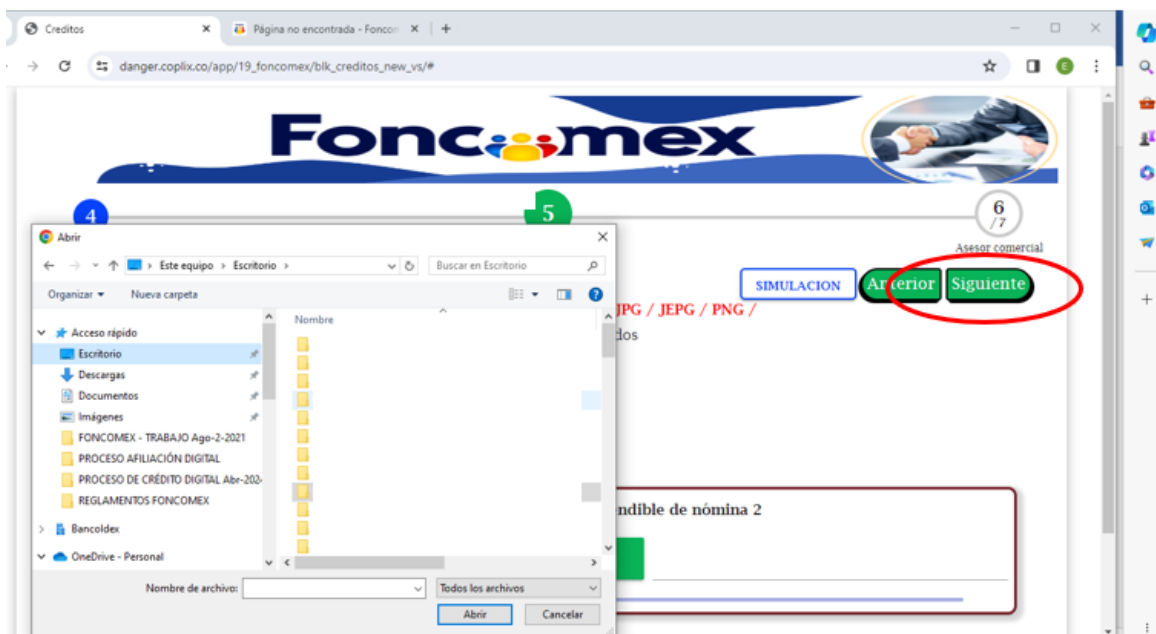 Creditos
Página no encontrada - Foncom
danger.coplix.co/app/19_foncomex/blk_creditos_new_vs/#
E
Foncomex
4
5
6
/7
Asesor comercial
SIMULACION
Anterior
Siguiente
JPG / JEPG / PNG /
dos
Abrir
Este equipo > Escritorio >
Buscar en Escritorio
Organizar
Nueva carpeta
Nombre
Acceso rápido
Escritorio
Descargas
Documentos
Imágenes
FONCOMEX - TRABAJO Ago-2-2021
PROCESO AFILIACIÓN DIGITAL
PROCESO DE CRÉDITO DIGITAL Abr-202
REGLAMENTOS FONCOMEX
Bancoldex
OneDrive - Personal
Nombre de archivo:
Todos los archivos
Abrir
Cancelar
ndible de nómina 2